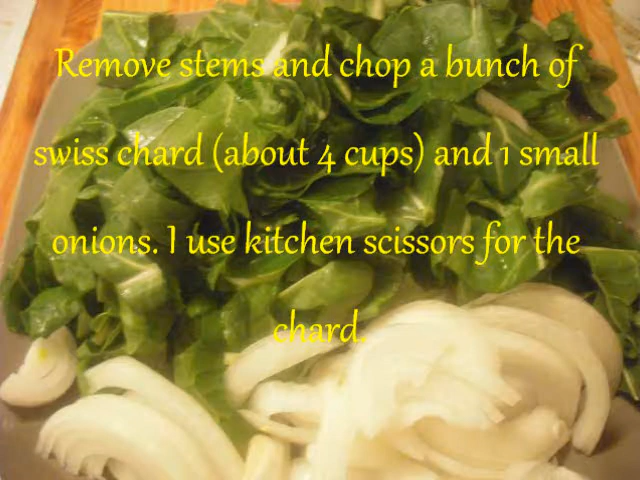 Remove stems and chop a bunch of
swiss chard (about 4 cups) and 1 small
onions. I use kitchen scissors for the
chard.